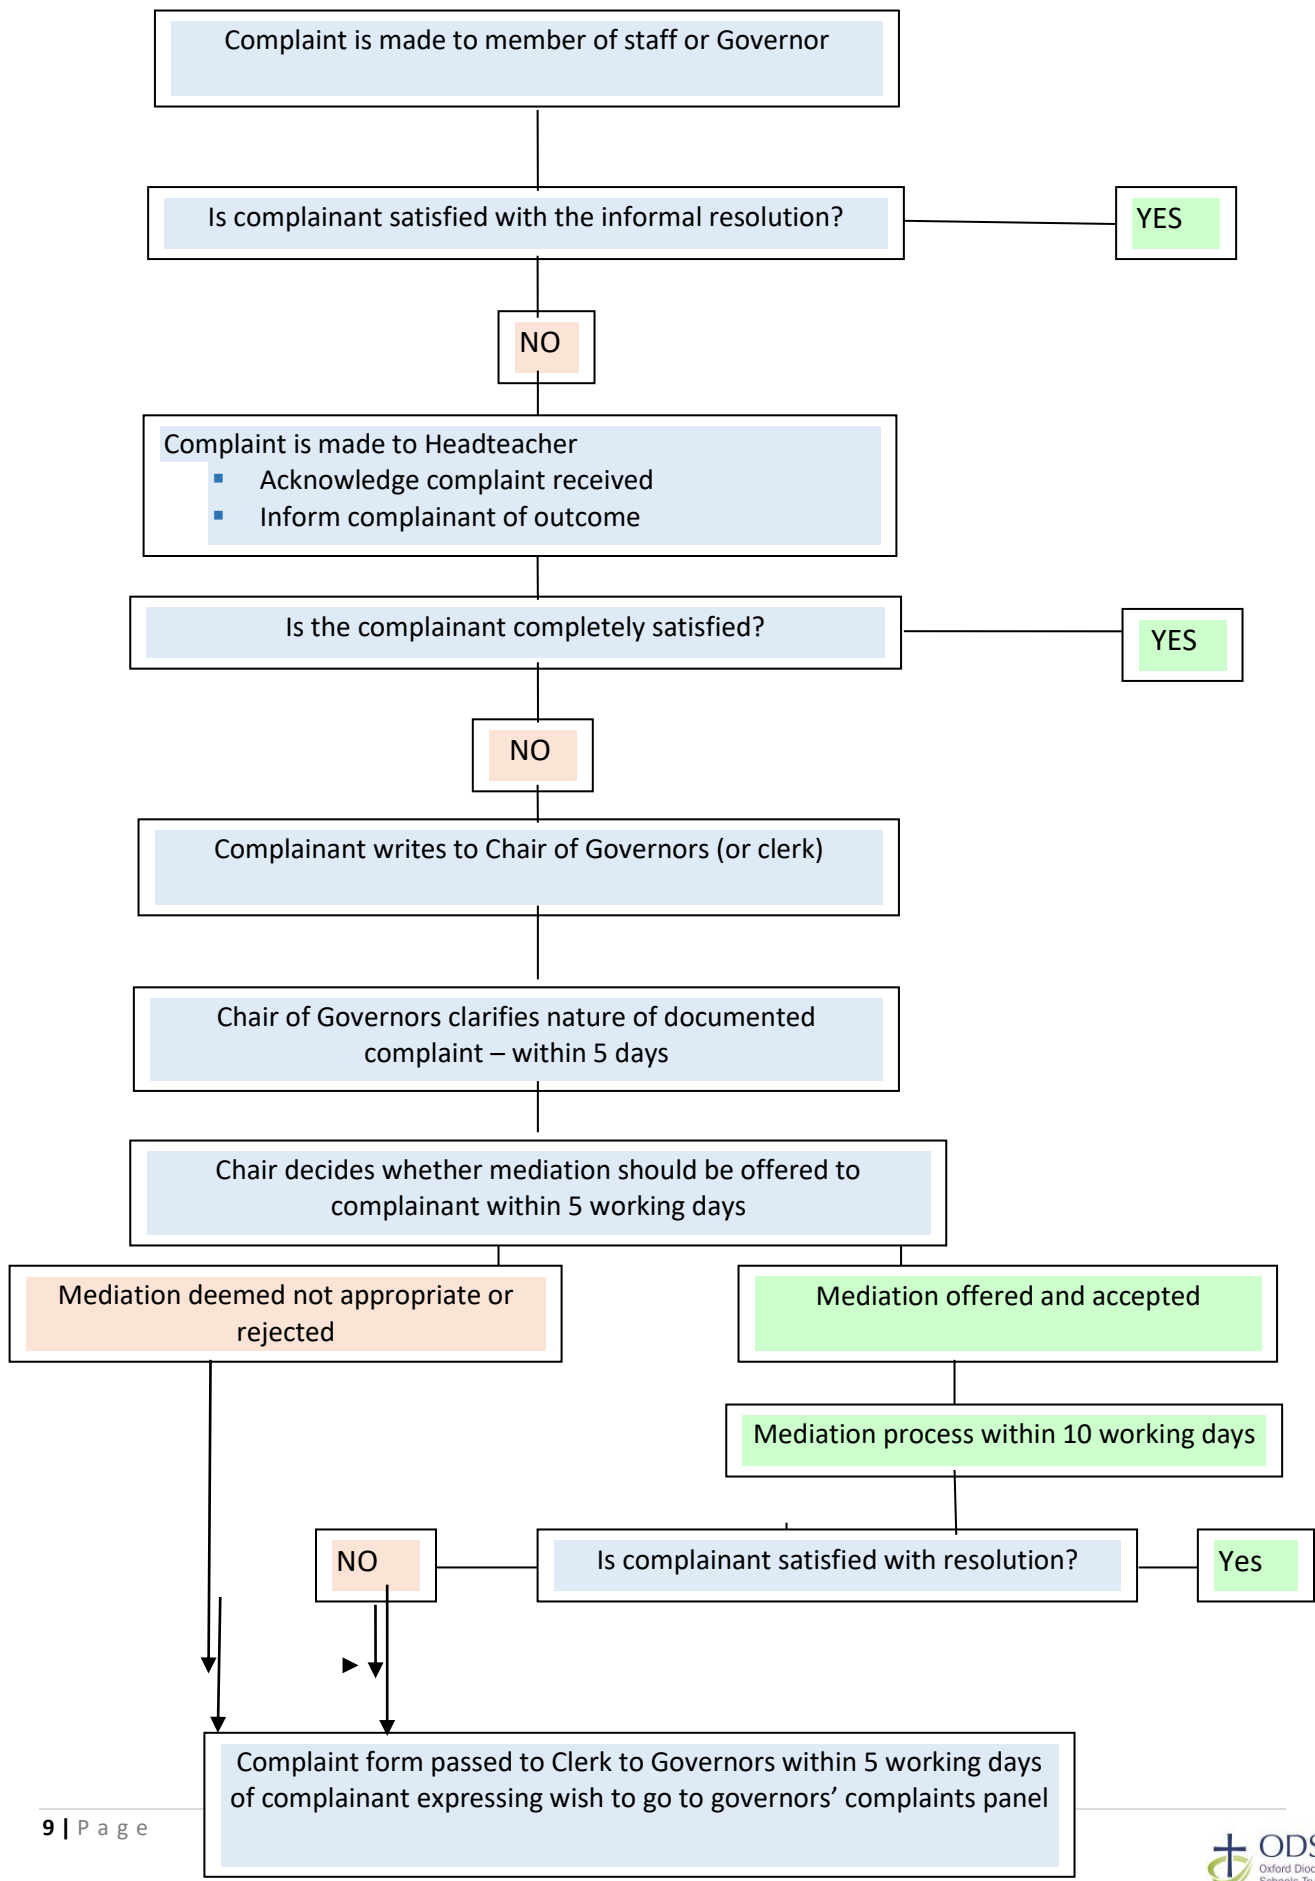 Complaint is made to member of staff or Governor
Is complainant satisfied with the informal resolution?
YES
NO
Complaint is made to Headteacher
▪ Acknowledge complaint received
▪ Inform complainant of outcome
Is the complainant completely satisfied?
YES
NO
Complainant writes to Chair of Governors (or clerk)
Chair of Governors clarifies nature of documented
complaint – within 5 days
Chair decides whether mediation should be offered to
complainant within 5 working days
Mediation deemed not appropriate or
rejected
Mediation offered and accepted
Mediation process within 10 working days
NO
Is complainant satisfied with resolution?
Yes
Complaint form passed to Clerk to Governors within 5 working days
of complainant expressing wish to go to governors’ complaints panel
9 | P a g e
ODS
Oxford Dioc
Schools Tr